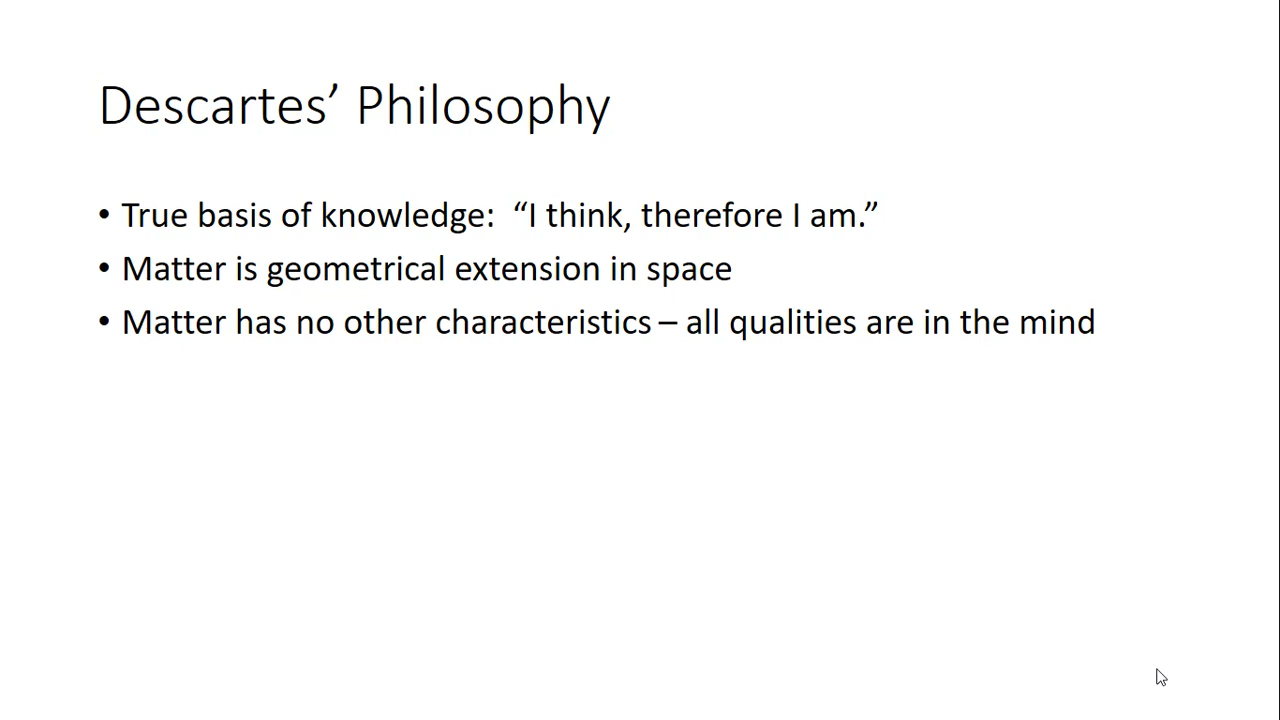 Descartes’ Philosophy
• True basis of knowledge:  “I think, therefore I am.”
• Matter is geometrical extension in space
• Matter has no other characteristics – all qualities are in the mind